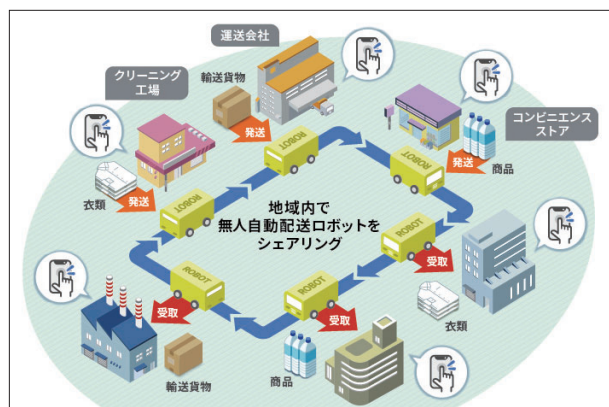 運送会社
クリーニング
工場
輸送貨物
発送
コンビニエンス
ストア
発送
商品
衣類
発送
ROBOT
ROBOT
ROBOT
ROBOT
地域内で
無人自動配送ロボットを
シェアリング
ROBOT
ROBOT
ROBOT
受取
衣類
受取
輸送貨物
受取
商品